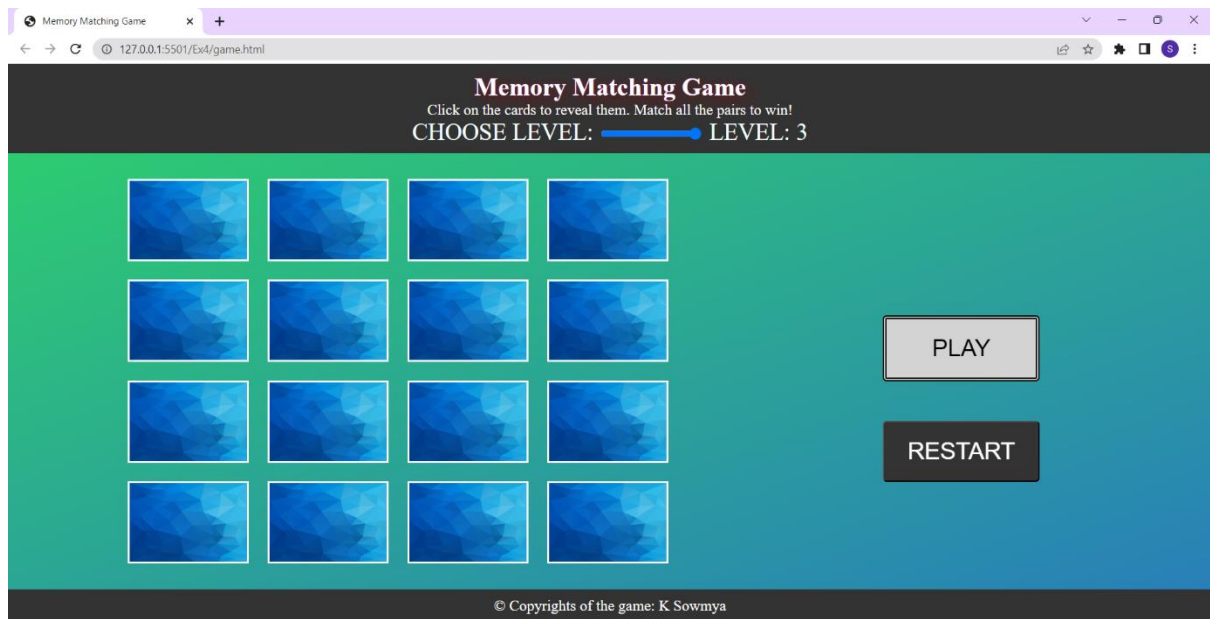 Memory Matching Game
127.0.0.1:5501/Ex4/game.html
S
Memory Matching Game
Click on the cards to reveal them. Match all the pairs to win!
CHOOSE LEVEL: LEVEL: 3
PLAY
RESTART
© Copyrights of the game: K Sowmya